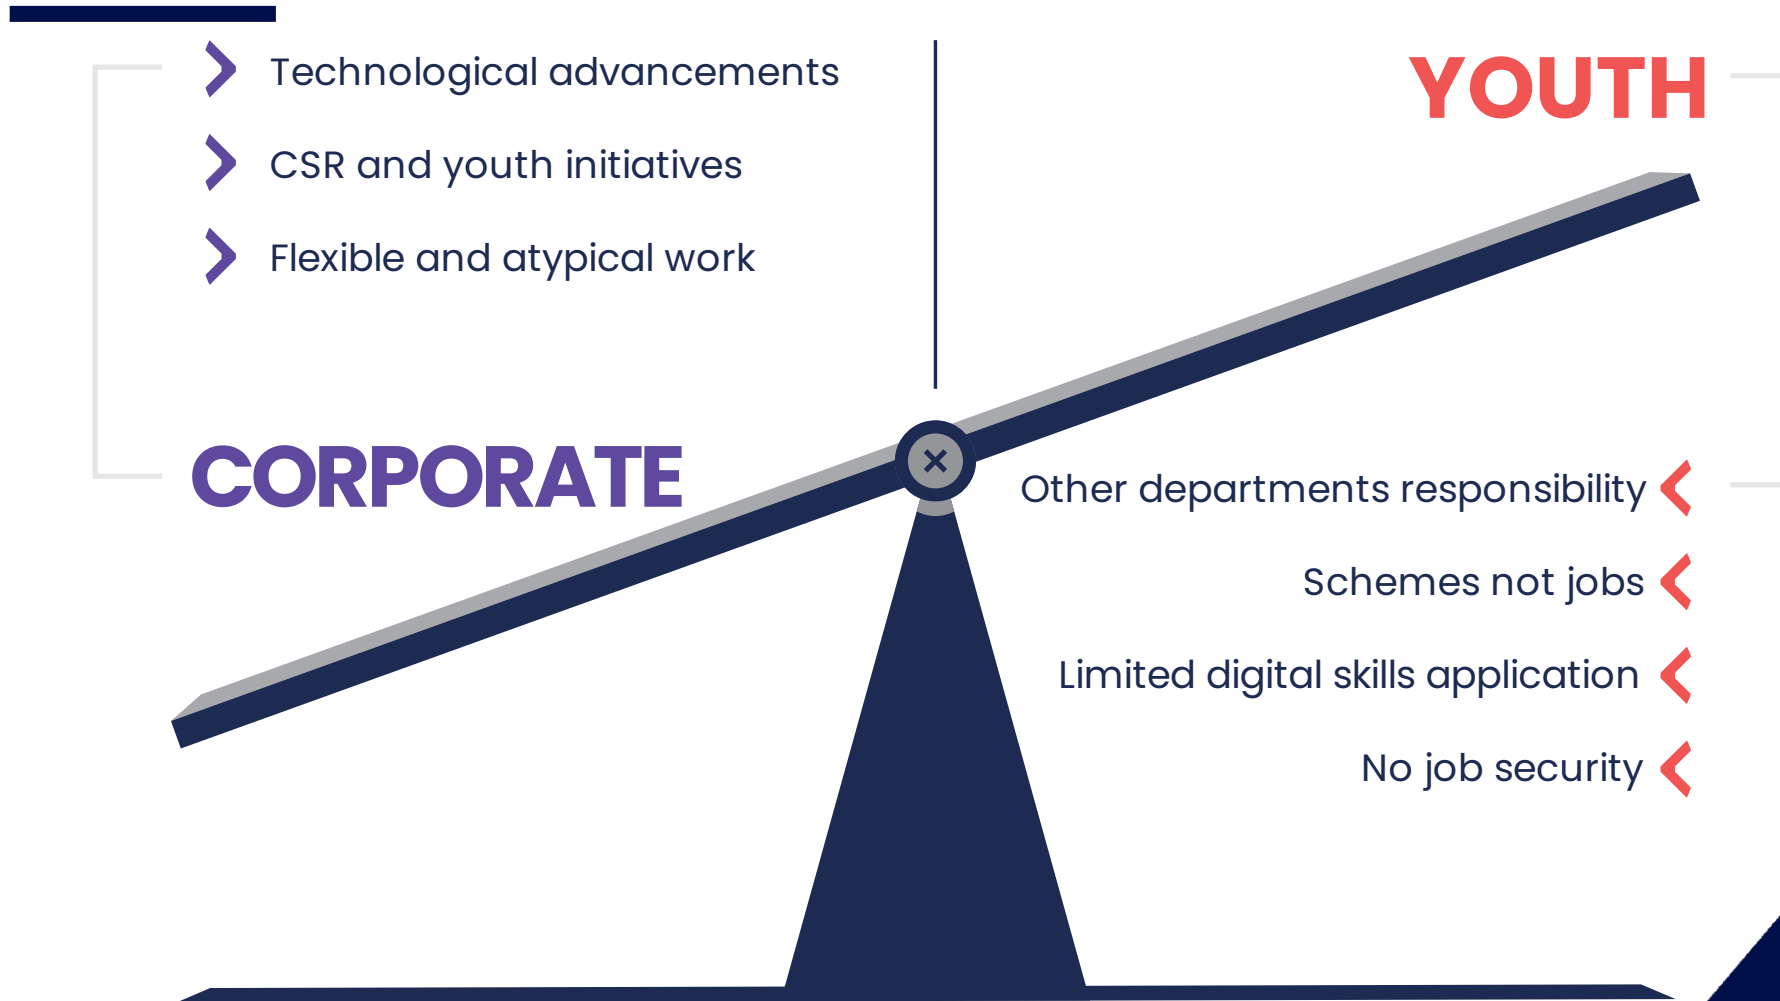 Technological advancements
CSR and youth initiatives
Flexible and atypical work
CORPORATE
YOUTH
Other departments responsibility
Schemes not jobs
Limited digital skills application
No job security